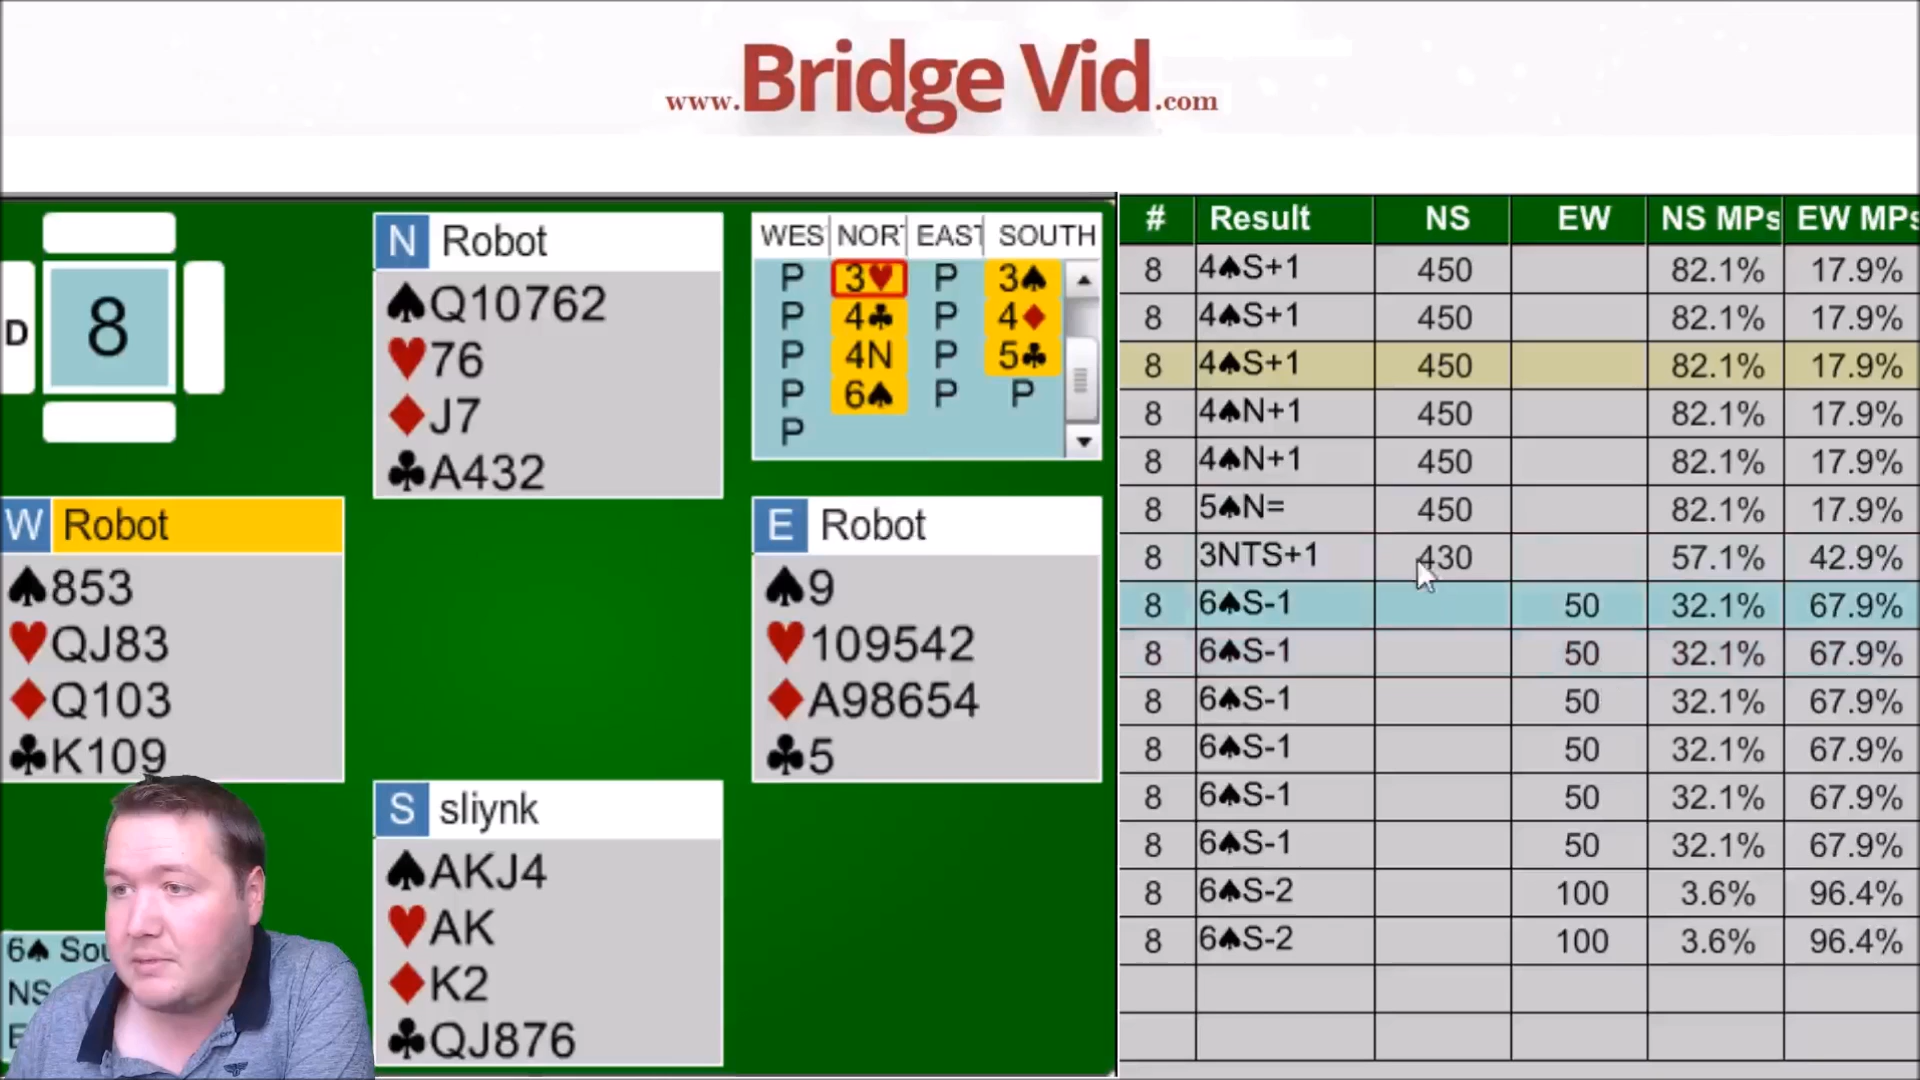 www.Bridge Vid.com
D
8
N Robot
♠Q10762
♥76
♦J7
♣A432
WES NOR EAST SOUTH
P 3♥ P 3♠
P 4♣ P 4♦
P 4N P 5♣
P 6♠ P P
P
W Robot
♠853
♥QJ83
♦Q103
♣K109
E Robot
♠9
♥109542
♦A98654
♣5
S sliynk
♠AKJ4
♥AK
♦K2
♣QJ876
6♠ Sou
NS
E
# Result NS EW NS MPs EW MPs
8 4♠S+1 450 82.1% 17.9%
8 4♠S+1 450 82.1% 17.9%
8 4♠S+1 450 82.1% 17.9%
8 4♠N+1 450 82.1% 17.9%
8 4♠N+1 450 82.1% 17.9%
8 5♠N= 450 82.1% 17.9%
8 3NTS+1 430 57.1% 42.9%
8 6♠S-1 50 32.1% 67.9%
8 6♠S-1 50 32.1% 67.9%
8 6♠S-1 50 32.1% 67.9%
8 6♠S-1 50 32.1% 67.9%
8 6♠S-1 50 32.1% 67.9%
8 6♠S-1 50 32.1% 67.9%
8 6♠S-2 100 3.6% 96.4%
8 6♠S-2 100 3.6% 96.4%